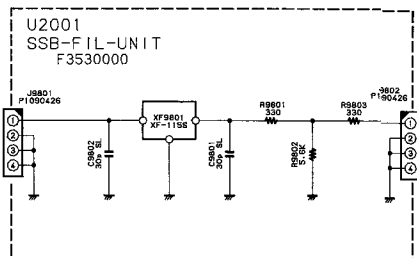 U2001
SSB-FIL-UNIT
F3530000
J9801
P1090426
1
2
3
4
C9802
30p SL
XF9801
XF-115S
C9801
30p SL
R9801
330
R9802
5.6K
R9803
330
J9802
P1090426
1
2
3
4